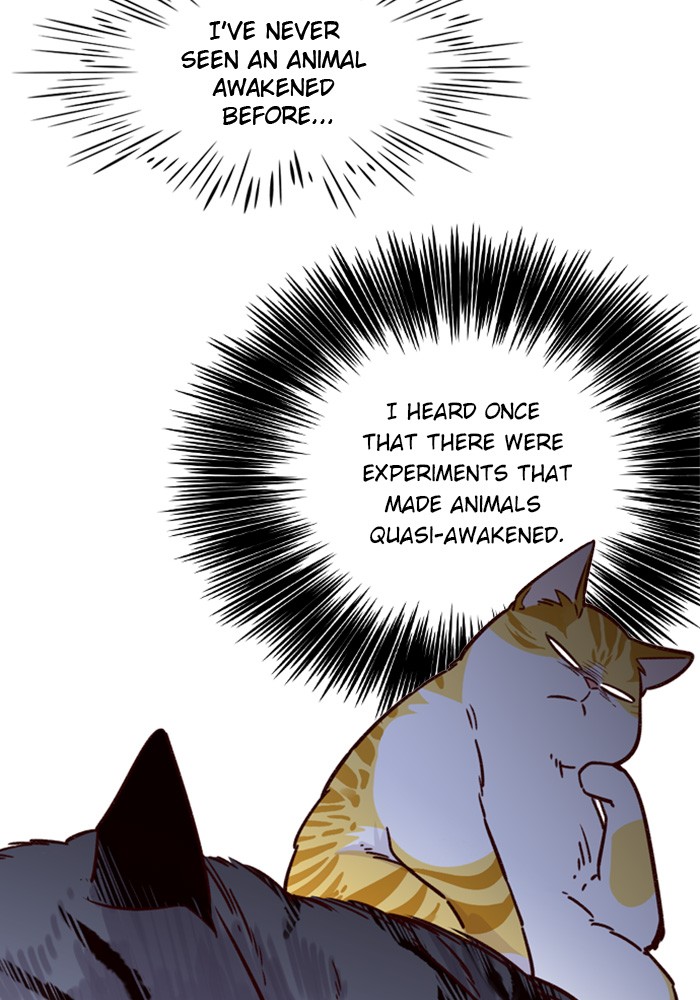 I'VE NEVER
SEEN AN ANIMAL
AWAKENED
BEFORE...
I HEARD ONCE
THAT THERE WERE
EXPERIMENTS THAT
MADE ANIMALS
QUASI-AWAKENED.